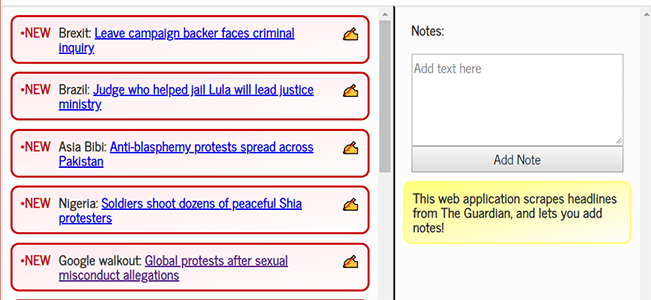 *NEW Brexit: Leave campaign backer faces criminal
inquiry
*NEW Brazil: Judge who helped jail Lula will lead justice
ministry
*NEW Asia Bibi: Anti-blasphemy protests spread across
Pakistan
*NEW Nigeria: Soldiers shoot dozens of peaceful Shia
protesters
*NEW Google walkout: Global protests after sexual
misconduct allegations
Notes:
Add text here
Add Note
This web application scrapes headlines
from The Guardian, and lets you add
notes!